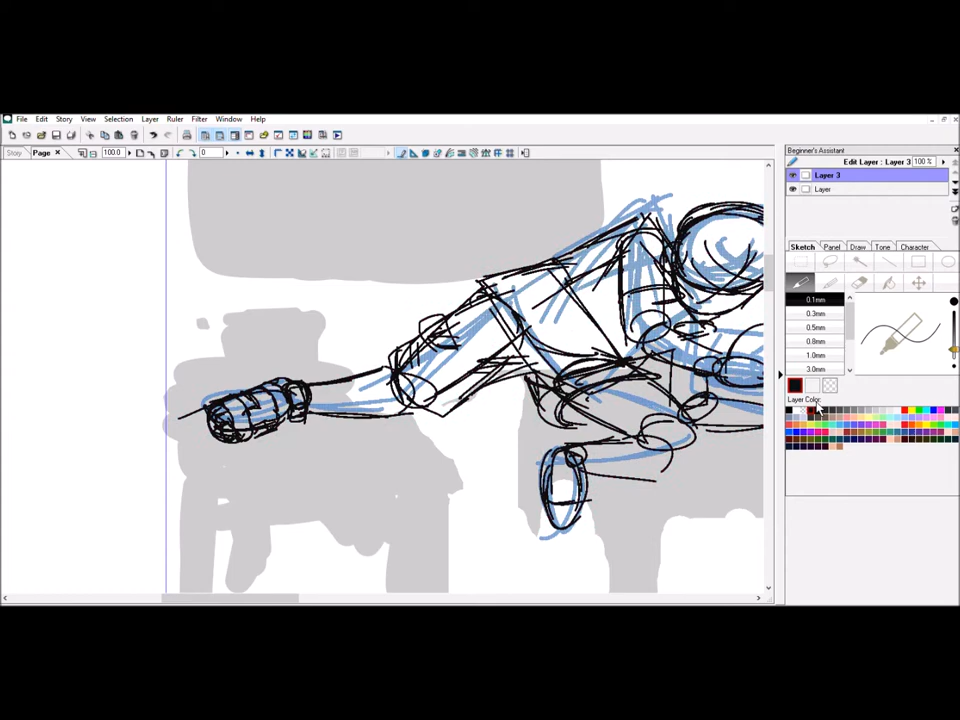 File Edit Story View Selection Layer Ruler Filter Window Help
Story Page 100.0 0
Beginner's Assistant
Edit Layer : Layer 3 100 %
Layer 3
Layer
Sketch Panel Draw Tone Character
0.1mm
0.3mm
0.5mm
0.8mm
1.0mm
3.0mm
Layer Color: